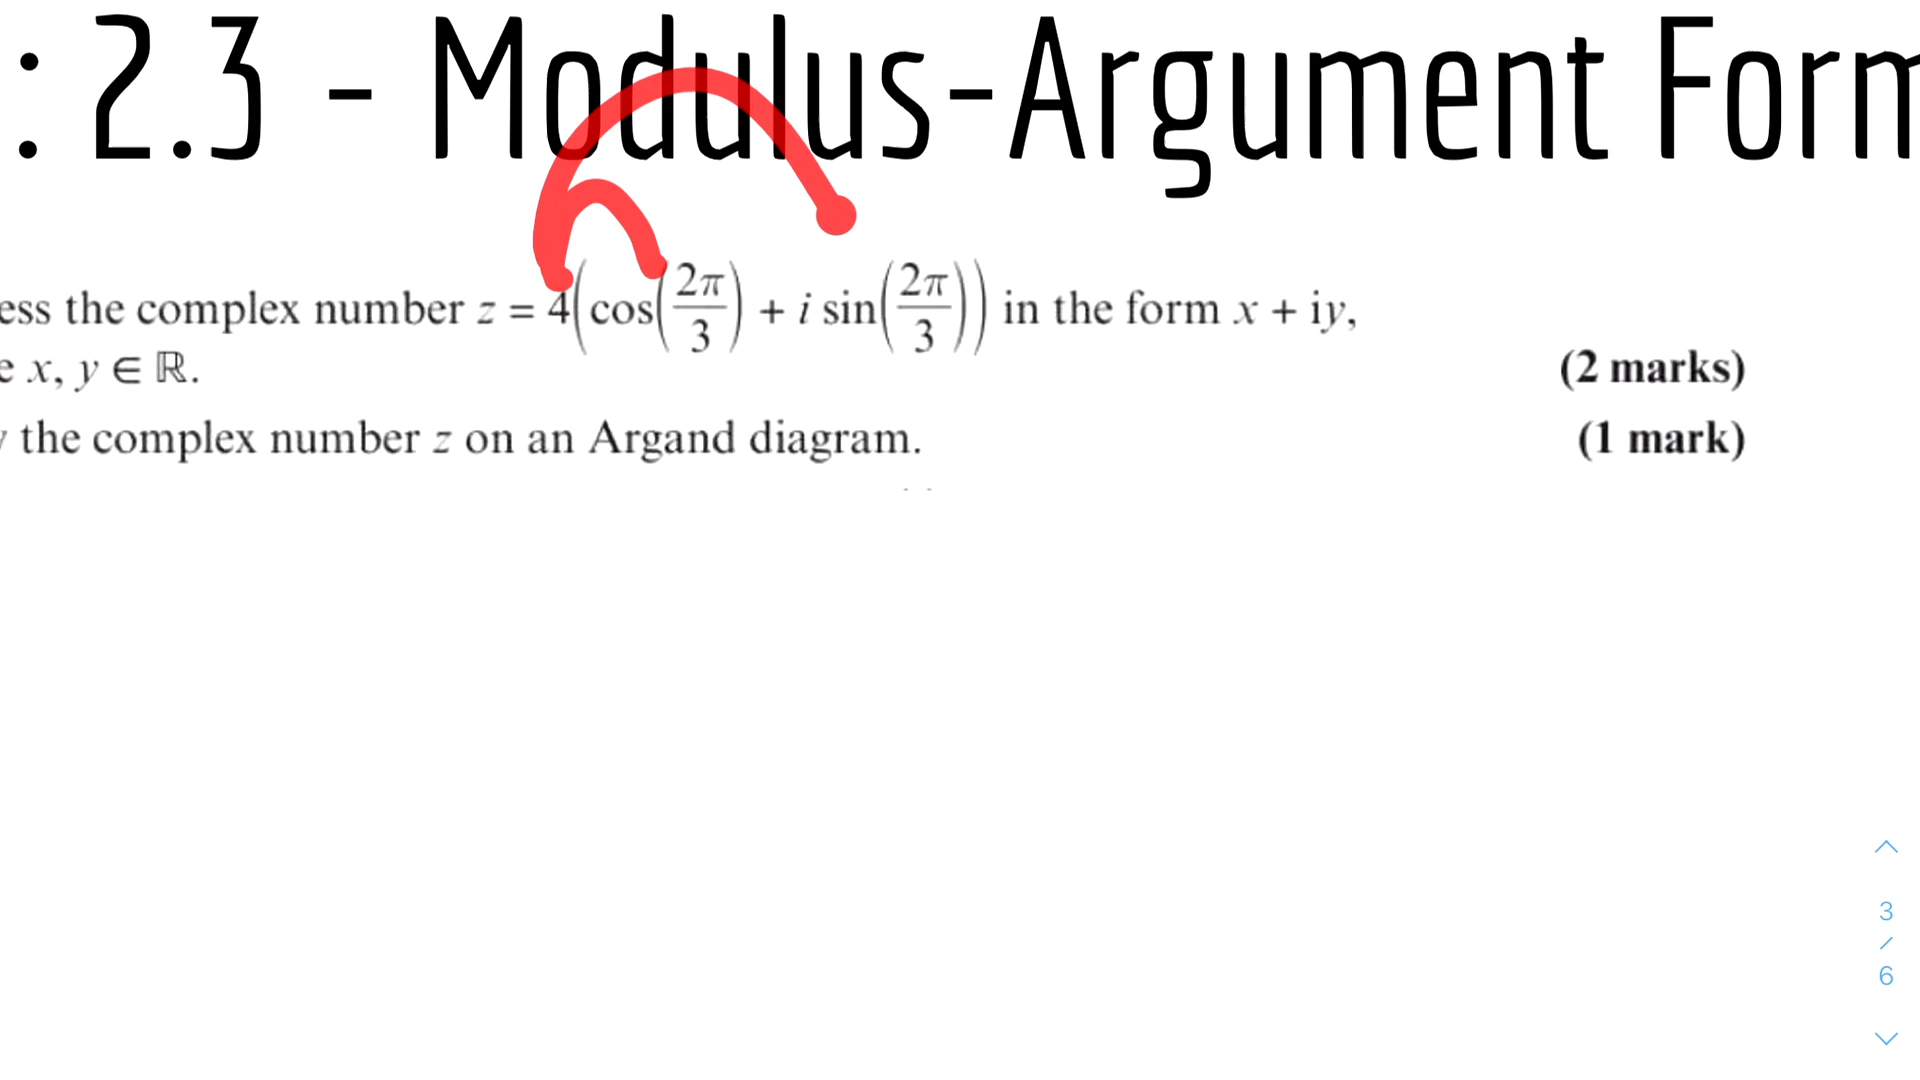 : 2.3 - Modulus-Argument Form
ess the complex number z = 4(cos(2π/3) + i sin(2π/3)) in the form x + iy,
e x, y ∈ ℝ.
(2 marks)
the complex number z on an Argand diagram.
(1 mark)
3
/
6